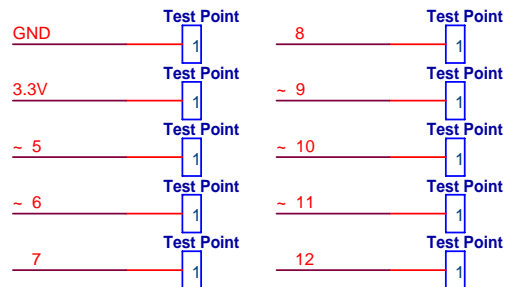 Test Point
GND
1
Test Point
3.3V
1
Test Point
~ 5
1
Test Point
~ 6
1
Test Point
7
1
Test Point
8
1
Test Point
~ 9
1
Test Point
~ 10
1
Test Point
~ 11
1
Test Point
12
1